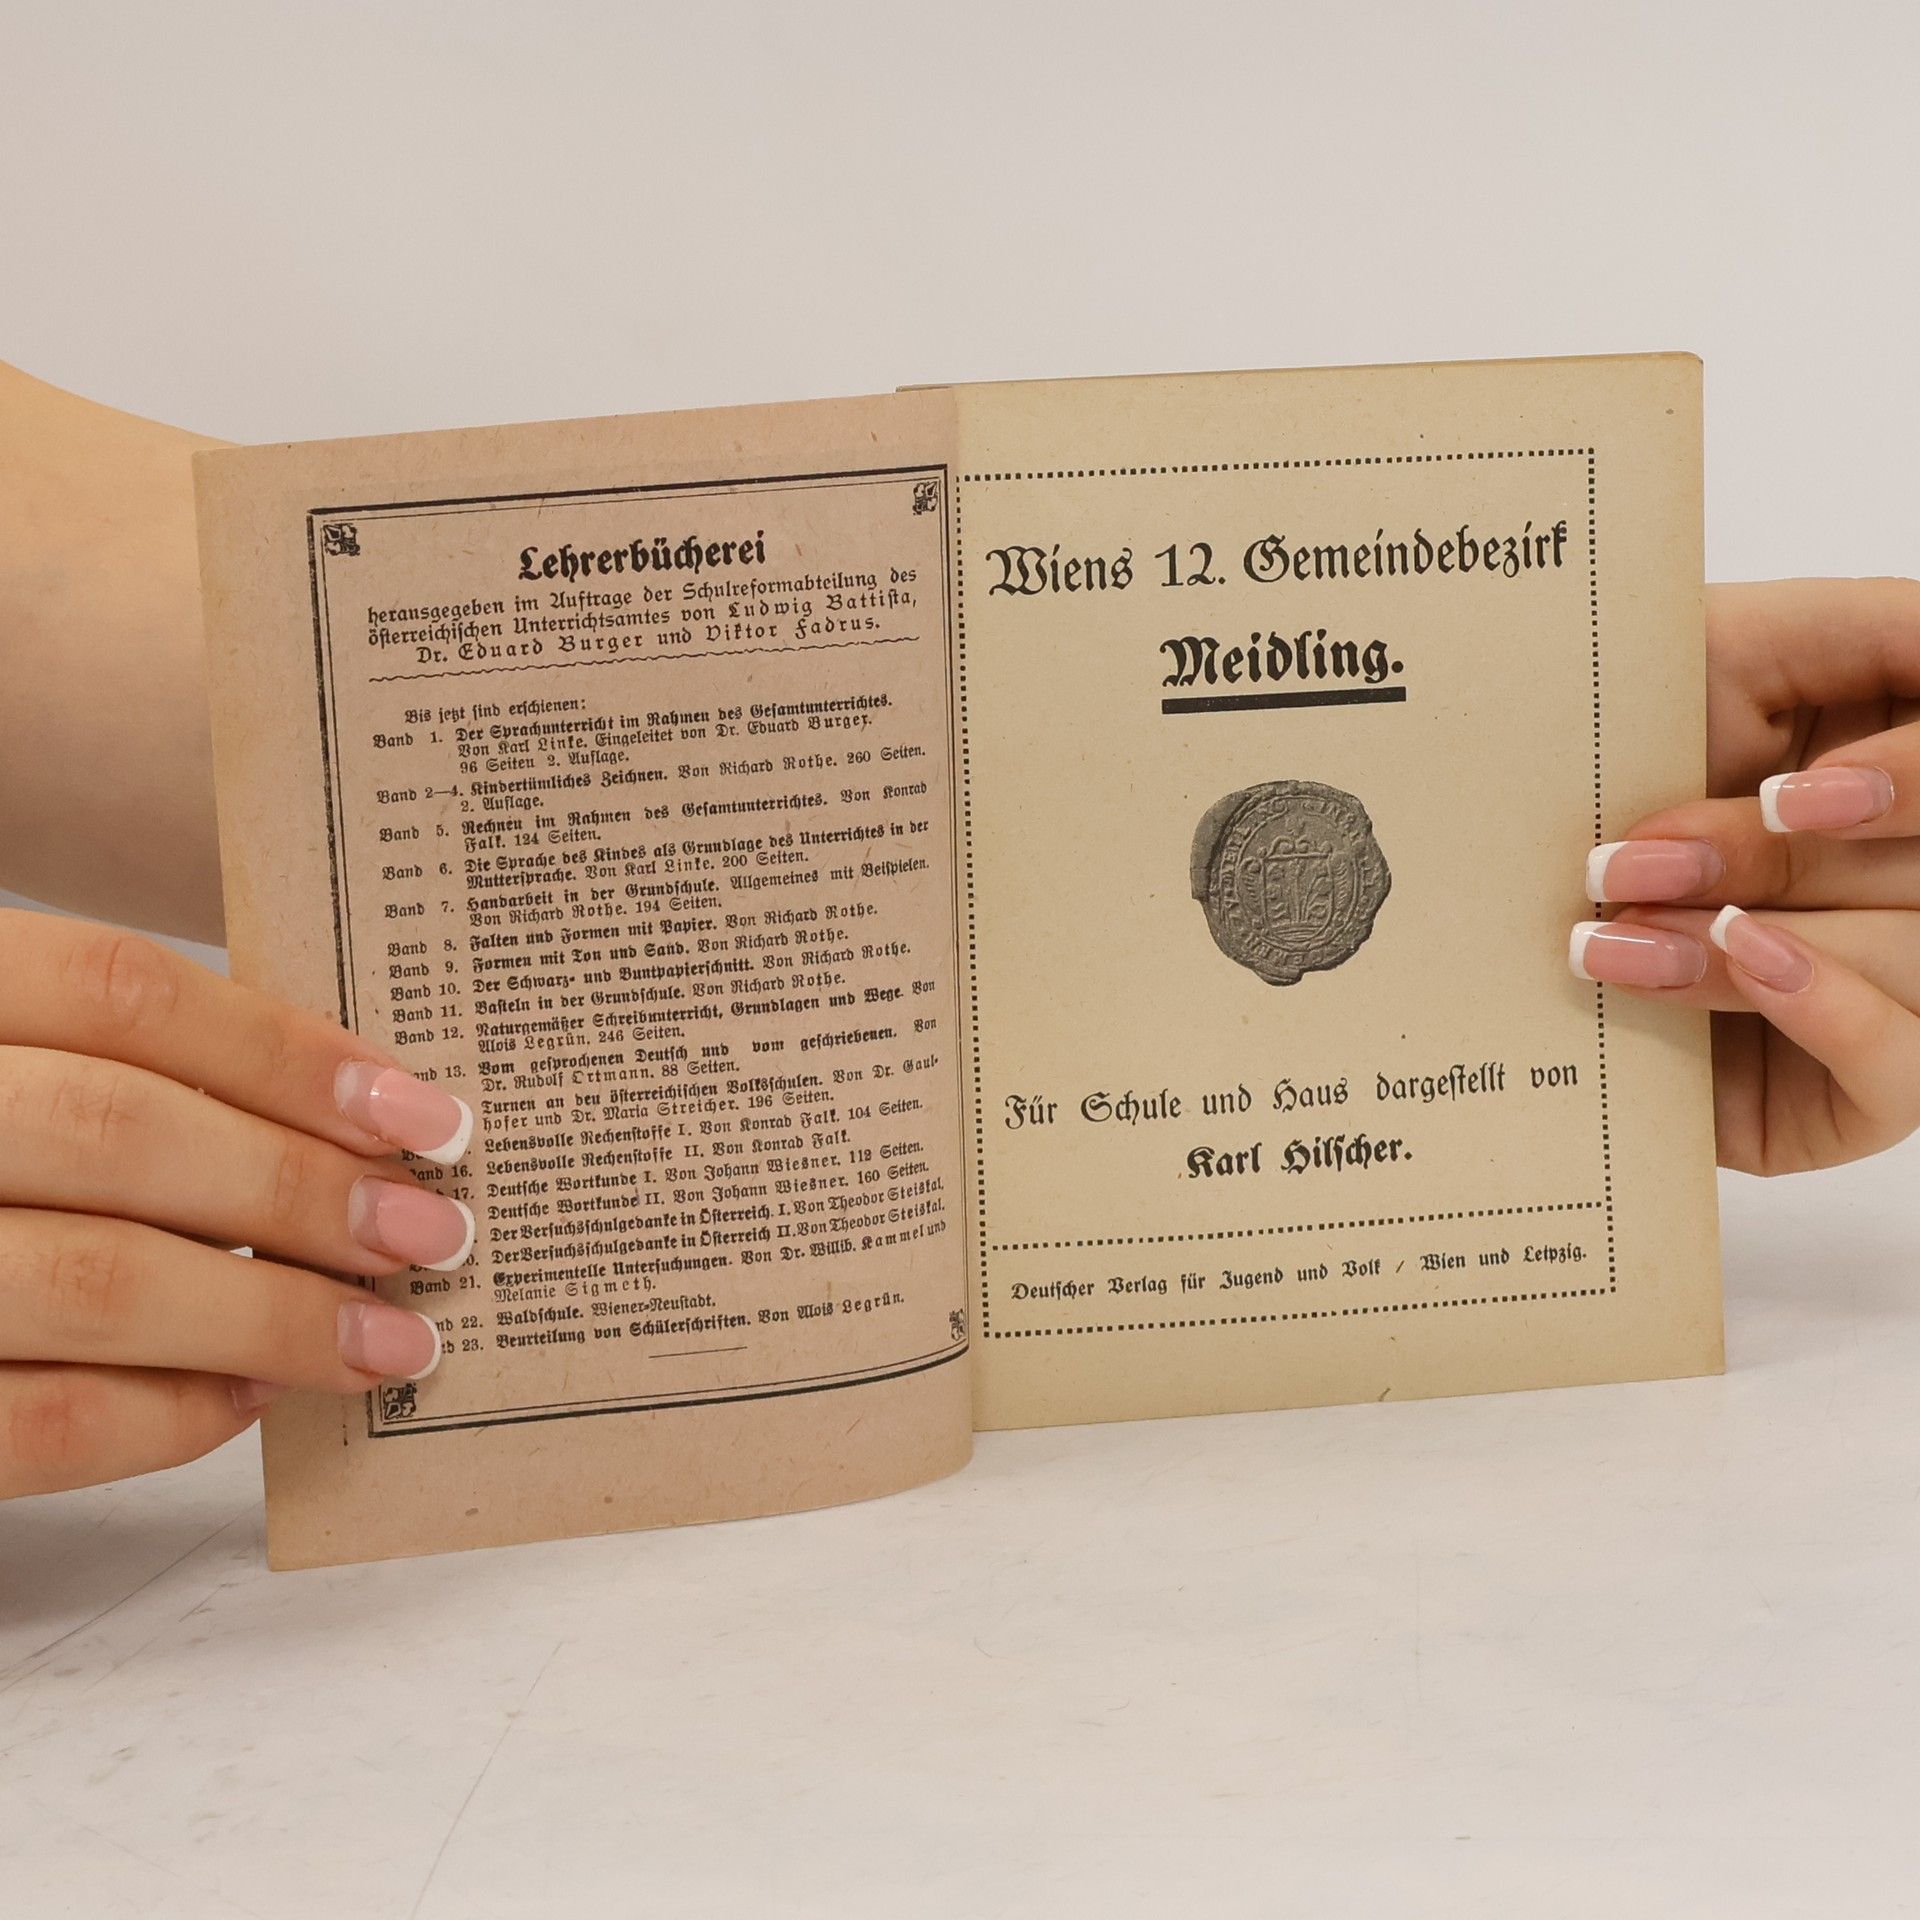 Lehrerbücherei
herausgegeben im Auftrage der Schulreformabteilung des
österreichischen Unterrichtsamtes von Ludwig Battista,
Dr. Eduard Burger und Viktor Fadrus.
Bis jetzt sind erschienen:
Band 1. Der Sprachunterricht im Rahmen des Gesamtunterrichtes.
Von Karl Linke. Eingeleitet von Dr. Eduard Burger.
96 Seiten 2. Auflage.
Band 2—4. Kindertümliches Zeichnen. Von Richard Rothe. 260 Seiten.
2. Auflage.
Band 5. Rechnen im Rahmen des Gesamtunterrichtes. Von Konrad
Falk. 124 Seiten.
Band 6. Die Sprache des Kindes als Grundlage des Unterrichtes in der
Muttersprache. Von Karl Linke. 200 Seiten.
Band 7. Handarbeit in der Grundschule. Allgemeines mit Beispielen.
Von Richard Rothe. 194 Seiten.
Band 8. Falten und Formen mit Papier. Von Richard Rothe.
Band 9. Formen mit Ton und Sand. Von Richard Rothe.
Band 10. Der Schwarz- und Buntpapierschnitt. Von Richard Rothe.
Band 11. Basteln in der Grundschule. Von Richard Rothe.
Band 12. Naturgemäßer Schreibunterricht, Grundlagen und Wege. Von
Alois Legrün. 246 Seiten.
13. Vom gesprochenen Deutsch und vom geschriebenen. Von
Dr. Rudolf Ortmann. 88 Seiten.
Turnen an den österreichischen Volksschulen. Von Dr. Gaul-
hofer und Dr. Maria Streicher. 196 Seiten.
Lebensvolle Rechenstoffe I. Von Konrad Falk. 104 Seiten.
16. Lebensvolle Rechenstoffe II. Von Konrad Falk.
17. Deutsche Wortkunde I. Von Johann Wiesner. 112 Seiten.
Deutsche Wortkunde II. Von Johann Wiesner. 160 Seiten.
Der Versuchsschulgedanke in Österreich. I. Von Theodor Steiskal.
Der Versuchsschulgedanke in Österreich II. Von Theodor Steiskal.
Band 21. Experimentelle Untersuchungen. Von Dr. Willib. Kammel und
Melanie Sigmeth.
22. Waldschule. Wiener-Neustadt.
23. Beurteilung von Schülerschriften. Von Alois Legrün.
Wiens 12. Gemeindebezirk
Meidling.
Für Schule und Haus dargestellt von
Karl Hilscher.
Deutscher Verlag für Jugend und Volk / Wien und Leipzig.